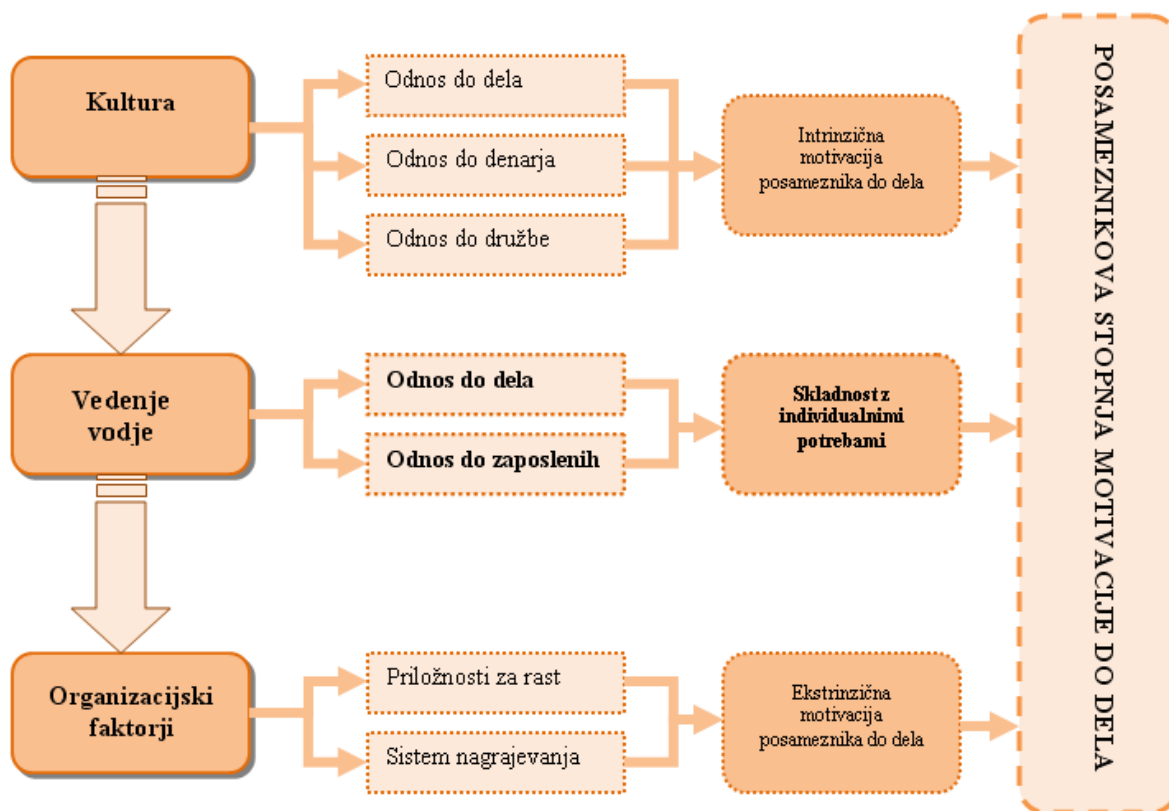 Kultura
Odnos do dela
Odnos do denarja
Odnos do družbe
Intrinzična
motivacija
posameznika do dela
Vedenje
vodje
Odnos do dela
Odnos do zaposlenih
Skladnost z
individualnimi
potrebami
Organizacijski
faktorji
Priložnosti za rast
Sistem nagrajevanja
Ekstrinzična
motivacija
posameznika do dela
POSAMEZNIKOVA STOPNJA MOTIVACIJE DO DELA